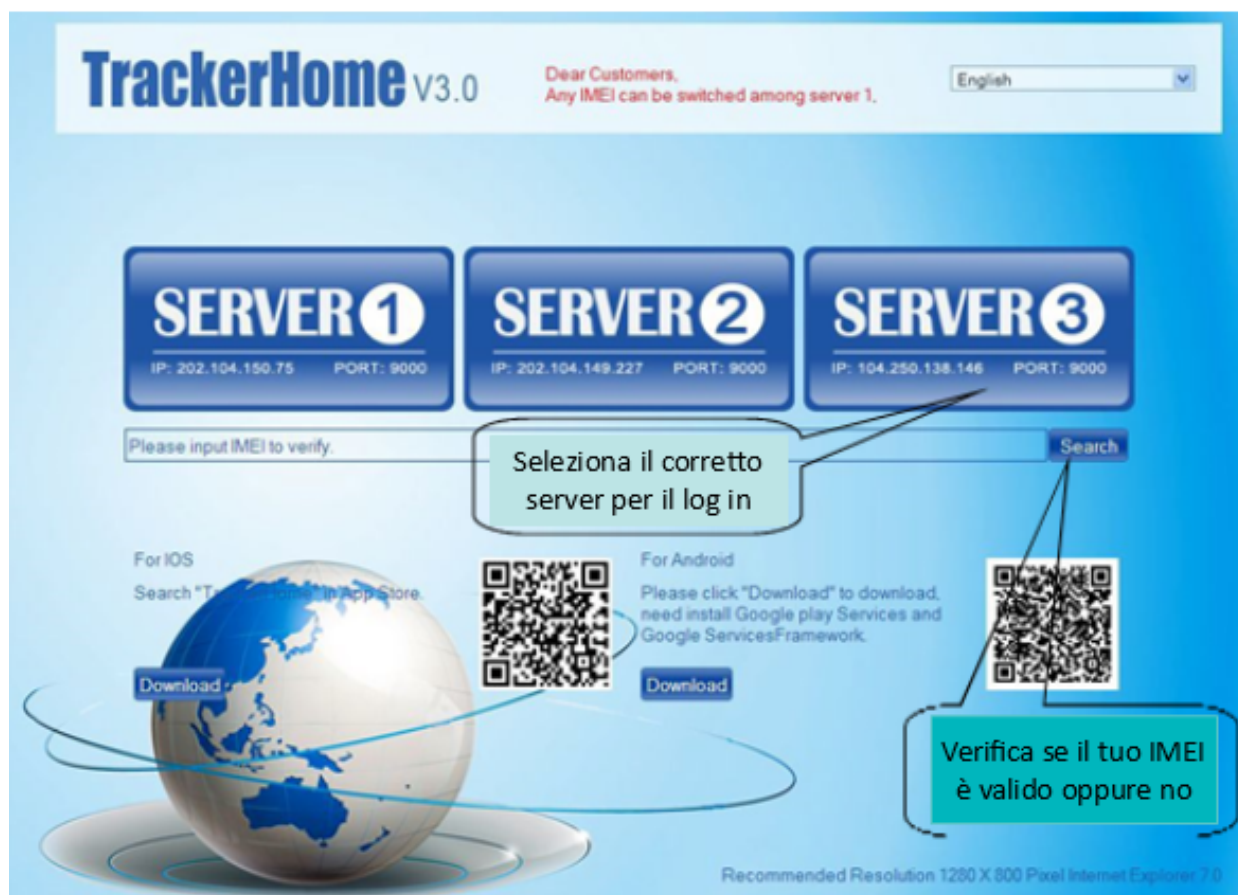 TrackerHome V3.0
Dear Customers,
Any IMEI can be switched among server 1.
English
SERVER 1
IP: 202.104.150.75 PORT: 9000
SERVER 2
IP: 202.104.149.227 PORT: 9000
SERVER 3
IP: 104.250.138.146 PORT: 9000
Please input IMEI to verify.
Search
Seleziona il corretto
server per il log in
For IOS
Search "TrackerHome" in App Store.
Download
For Android
Please click "Download" to download,
need install Google play Services and
Google ServicesFramework.
Download
Verifica se il tuo IMEI
è valido oppure no
Recommended Resolution 1280 X 800 Pixel Internet Explorer 7.0